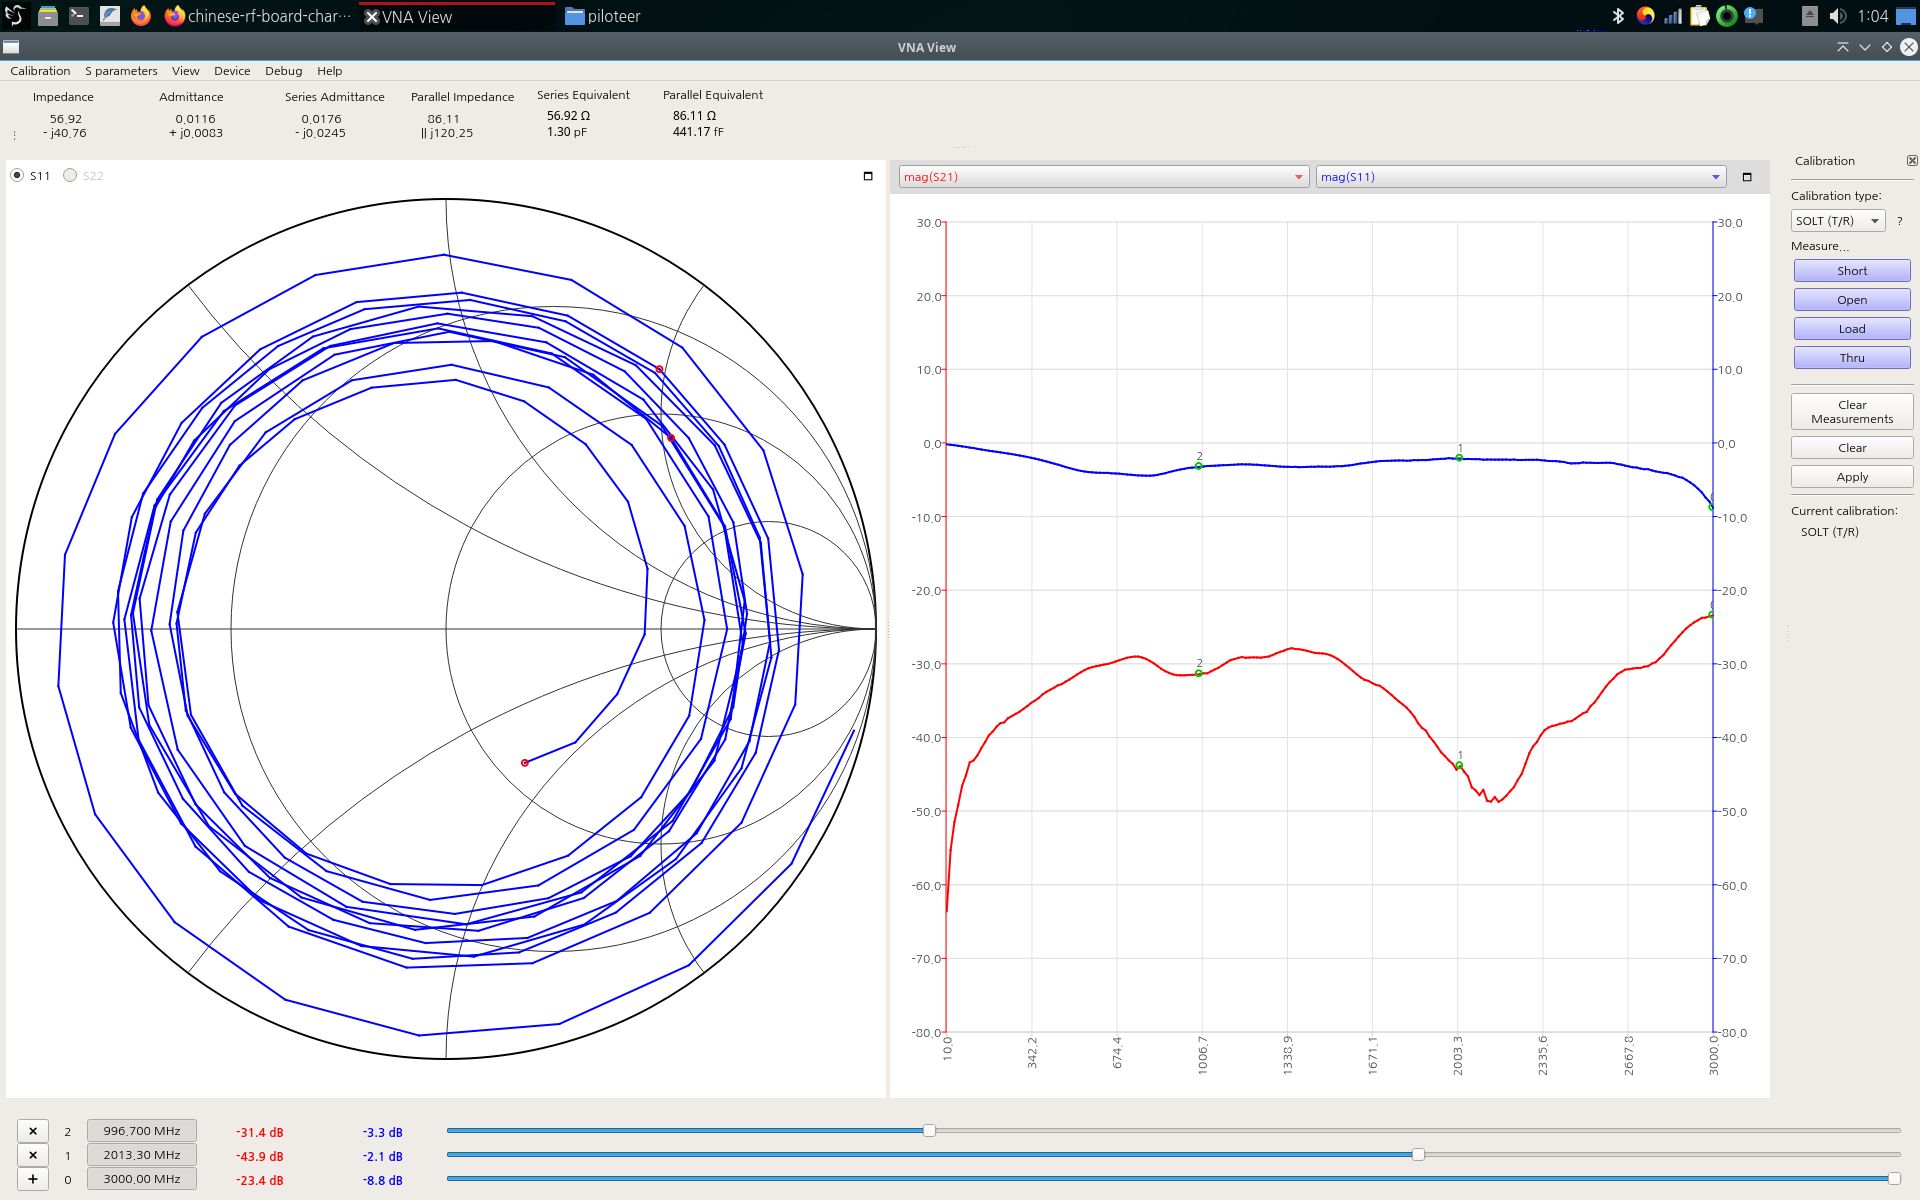 chinese-rf-board-char...
VNA View
piloteer
1:04
VNA View
Calibration S parameters View Device Debug Help
Impedance Admittance Series Admittance Parallel Impedance Series Equivalent Parallel Equivalent
56.92 0.0116 0.0176 86.11 56.92 Ω 86.11 Ω
- j40.76 + j0.0083 - j0.0245 || j120.25 1.30 pF 441.17 fF
S11 S22
mag(S21) mag(S11)
30.0 30.0
20.0 20.0
10.0 10.0
0.0 0.0
-10.0 -10.0
-20.0 -20.0
-30.0 -30.0
-40.0 -40.0
-50.0 -50.0
-60.0 -60.0
-70.0 -70.0
-80.0 -80.0
2 1
2
1
10.0 342.2 674.4 1006.7 1338.9 1671.1 2003.3 2335.6 2667.8 3000.0
Calibration
Calibration type:
SOLT (T/R) ?
Measure...
Short
Open
Load
Thru
Clear
Measurements
Clear
Apply
Current calibration:
SOLT (T/R)
× 2 996.700 MHz -31.4 dB -3.3 dB
× 1 2013.30 MHz -43.9 dB -2.1 dB
+ 0 3000.00 MHz -23.4 dB -8.8 dB